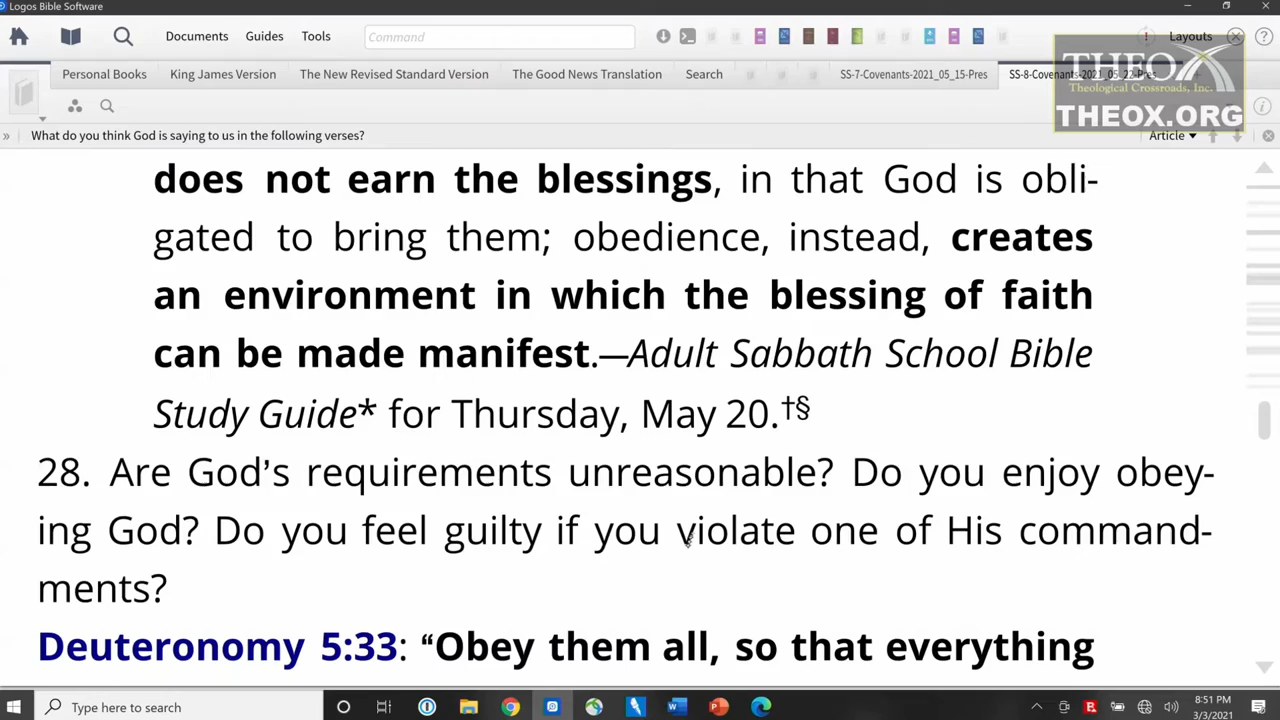 Logos Bible Software
Documents Guides Tools Command Layouts
Personal Books King James Version The New Revised Standard Version The Good News Translation Search SS-7-Covenants-2021_05_15-Pres SS-8-Covenants-2021_05_22-Pres
THEOX
Theological Crossroads, Inc.
THEOX.ORG
» What do you think God is saying to us in the following verses? Article
does not earn the blessings, in that God is obli-
gated to bring them; obedience, instead, creates
an environment in which the blessing of faith
can be made manifest.—Adult Sabbath School Bible
Study Guide* for Thursday, May 20.†§
28. Are God's requirements unreasonable? Do you enjoy obey-
ing God? Do you feel guilty if you violate one of His command-
ments?
Deuteronomy 5:33: “Obey them all, so that everything
Type here to search
8:51 PM
3/3/2021